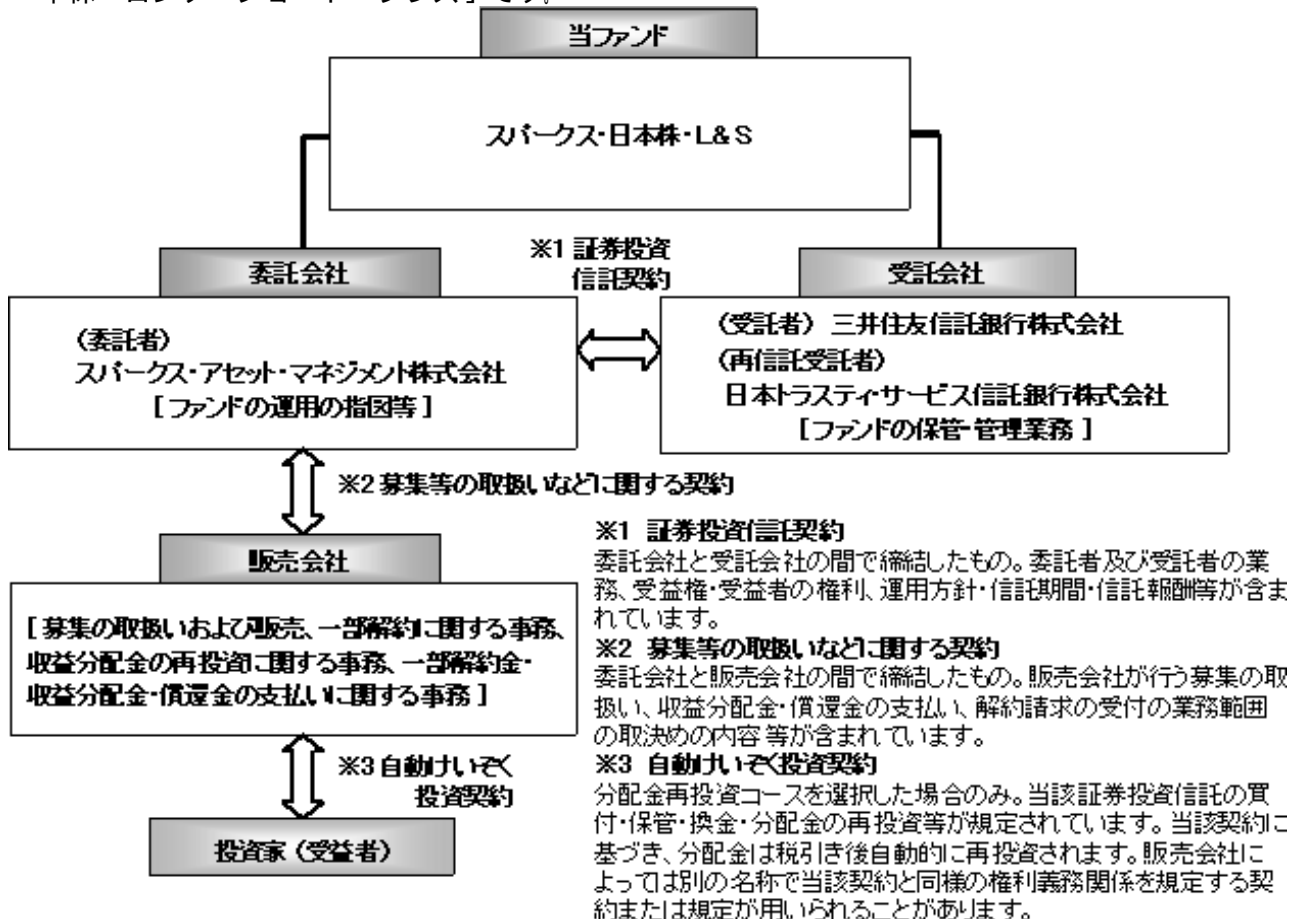 当ファンド
スパークス・日本株・L&S
※1 証券投資
信託契約
委託会社
受託会社
(委託者)
スパークス・アセット・マネジメント株式会社
[ファンドの運用の指図等]
(受託者) 三井住友信託銀行株式会社
(再信託受託者)
日本トラスティ・サービス信託銀行株式会社
[ファンドの保管・管理業務]
※2 募集等の取扱いなどに関する契約
販売会社
[募集の取扱いおよび販売、一部解約に関する事務、
収益分配金の再投資に関する事務、一部解約金・
収益分配金・償還金の支払いに関する事務]
※3 自動けいぞく
投資契約
投資家(受益者)
※1 証券投資信託契約
委託会社と受託会社の間で締結したもの。委託者及び受託者の業
務、受益権・受益者の権利、運用方針・信託期間・信託報酬等が含ま
れています。
※2 募集等の取扱いなどに関する契約
委託会社と販売会社の間で締結したもの。販売会社が行う募集の取
扱い、収益分配金・償還金の支払い、解約請求の受付の業務範囲
の取決めの内容等が含まれています。
※3 自動けいぞく投資契約
分配金再投資コースを選択した場合のみ。当該証券投資信託の買
付・保管・換金・分配金の再投資等が規定されています。当該契約に
基づき、分配金は税引き後自動的に再投資されます。販売会社に
よっては別の名称で当該契約と同様の権利義務関係を規定する契
約または規定が用いられることがあります。